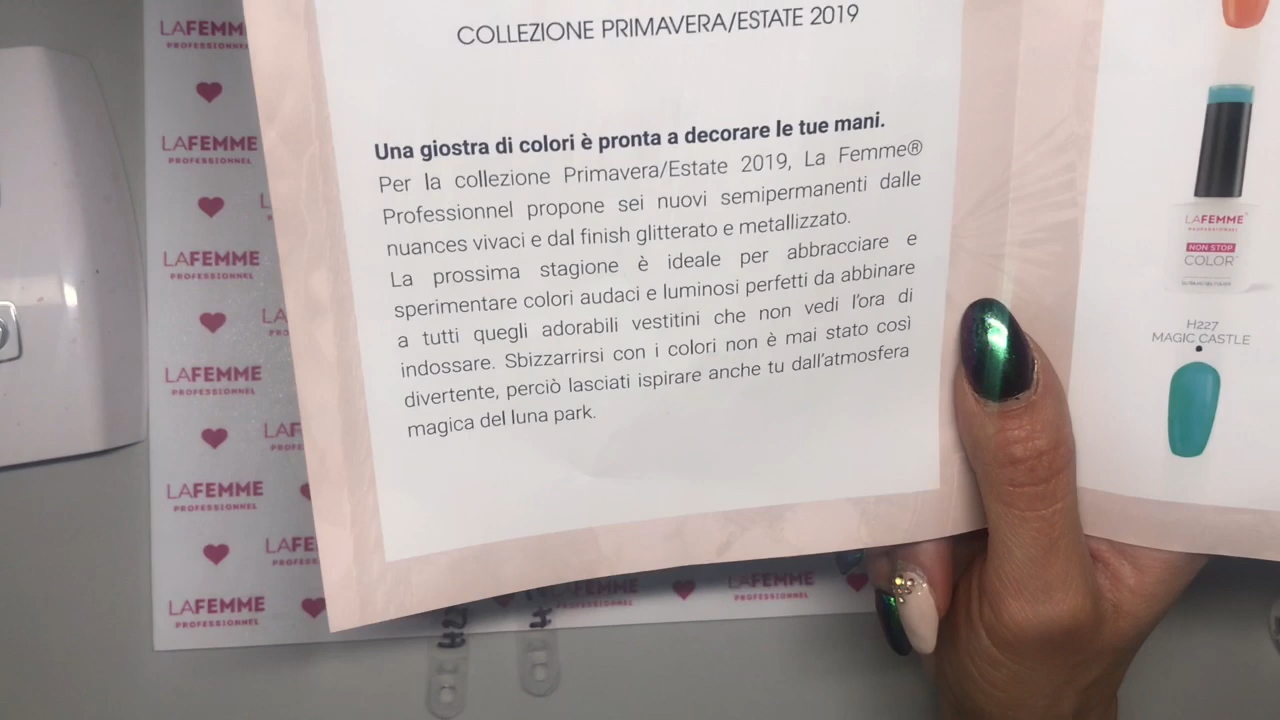 COLLEZIONE PRIMAVERA/ESTATE 2019
Una giostra di colori è pronta a decorare le tue mani.
Per la collezione Primavera/Estate 2019, La Femme®
Professionnel propone sei nuovi semipermanenti dalle
nuances vivaci e dal finish glitterato e metallizzato.
La prossima stagione è ideale per abbracciare e
sperimentare colori audaci e luminosi perfetti da abbinare
a tutti quegli adorabili vestitini che non vedi l'ora di
indossare. Sbizzarrirsi con i colori non è mai stato così
divertente, perciò lasciati ispirare anche tu dall'atmosfera
magica del luna park.
LAFEMME
PROFESSIONNEL
NON STOP
COLOR
H227
MAGIC CASTLE
LAFEMME
PROFESSIONNEL
LAFEMME
PROFESSIONNEL
LAFEMME
PROFESSIONNEL
LAFEMME
PROFESSIONNEL
LAFEMME
PROFESSIONNEL
LAFEMME
PROFESSIONNEL
LAFEMME
PROFESSIONNEL